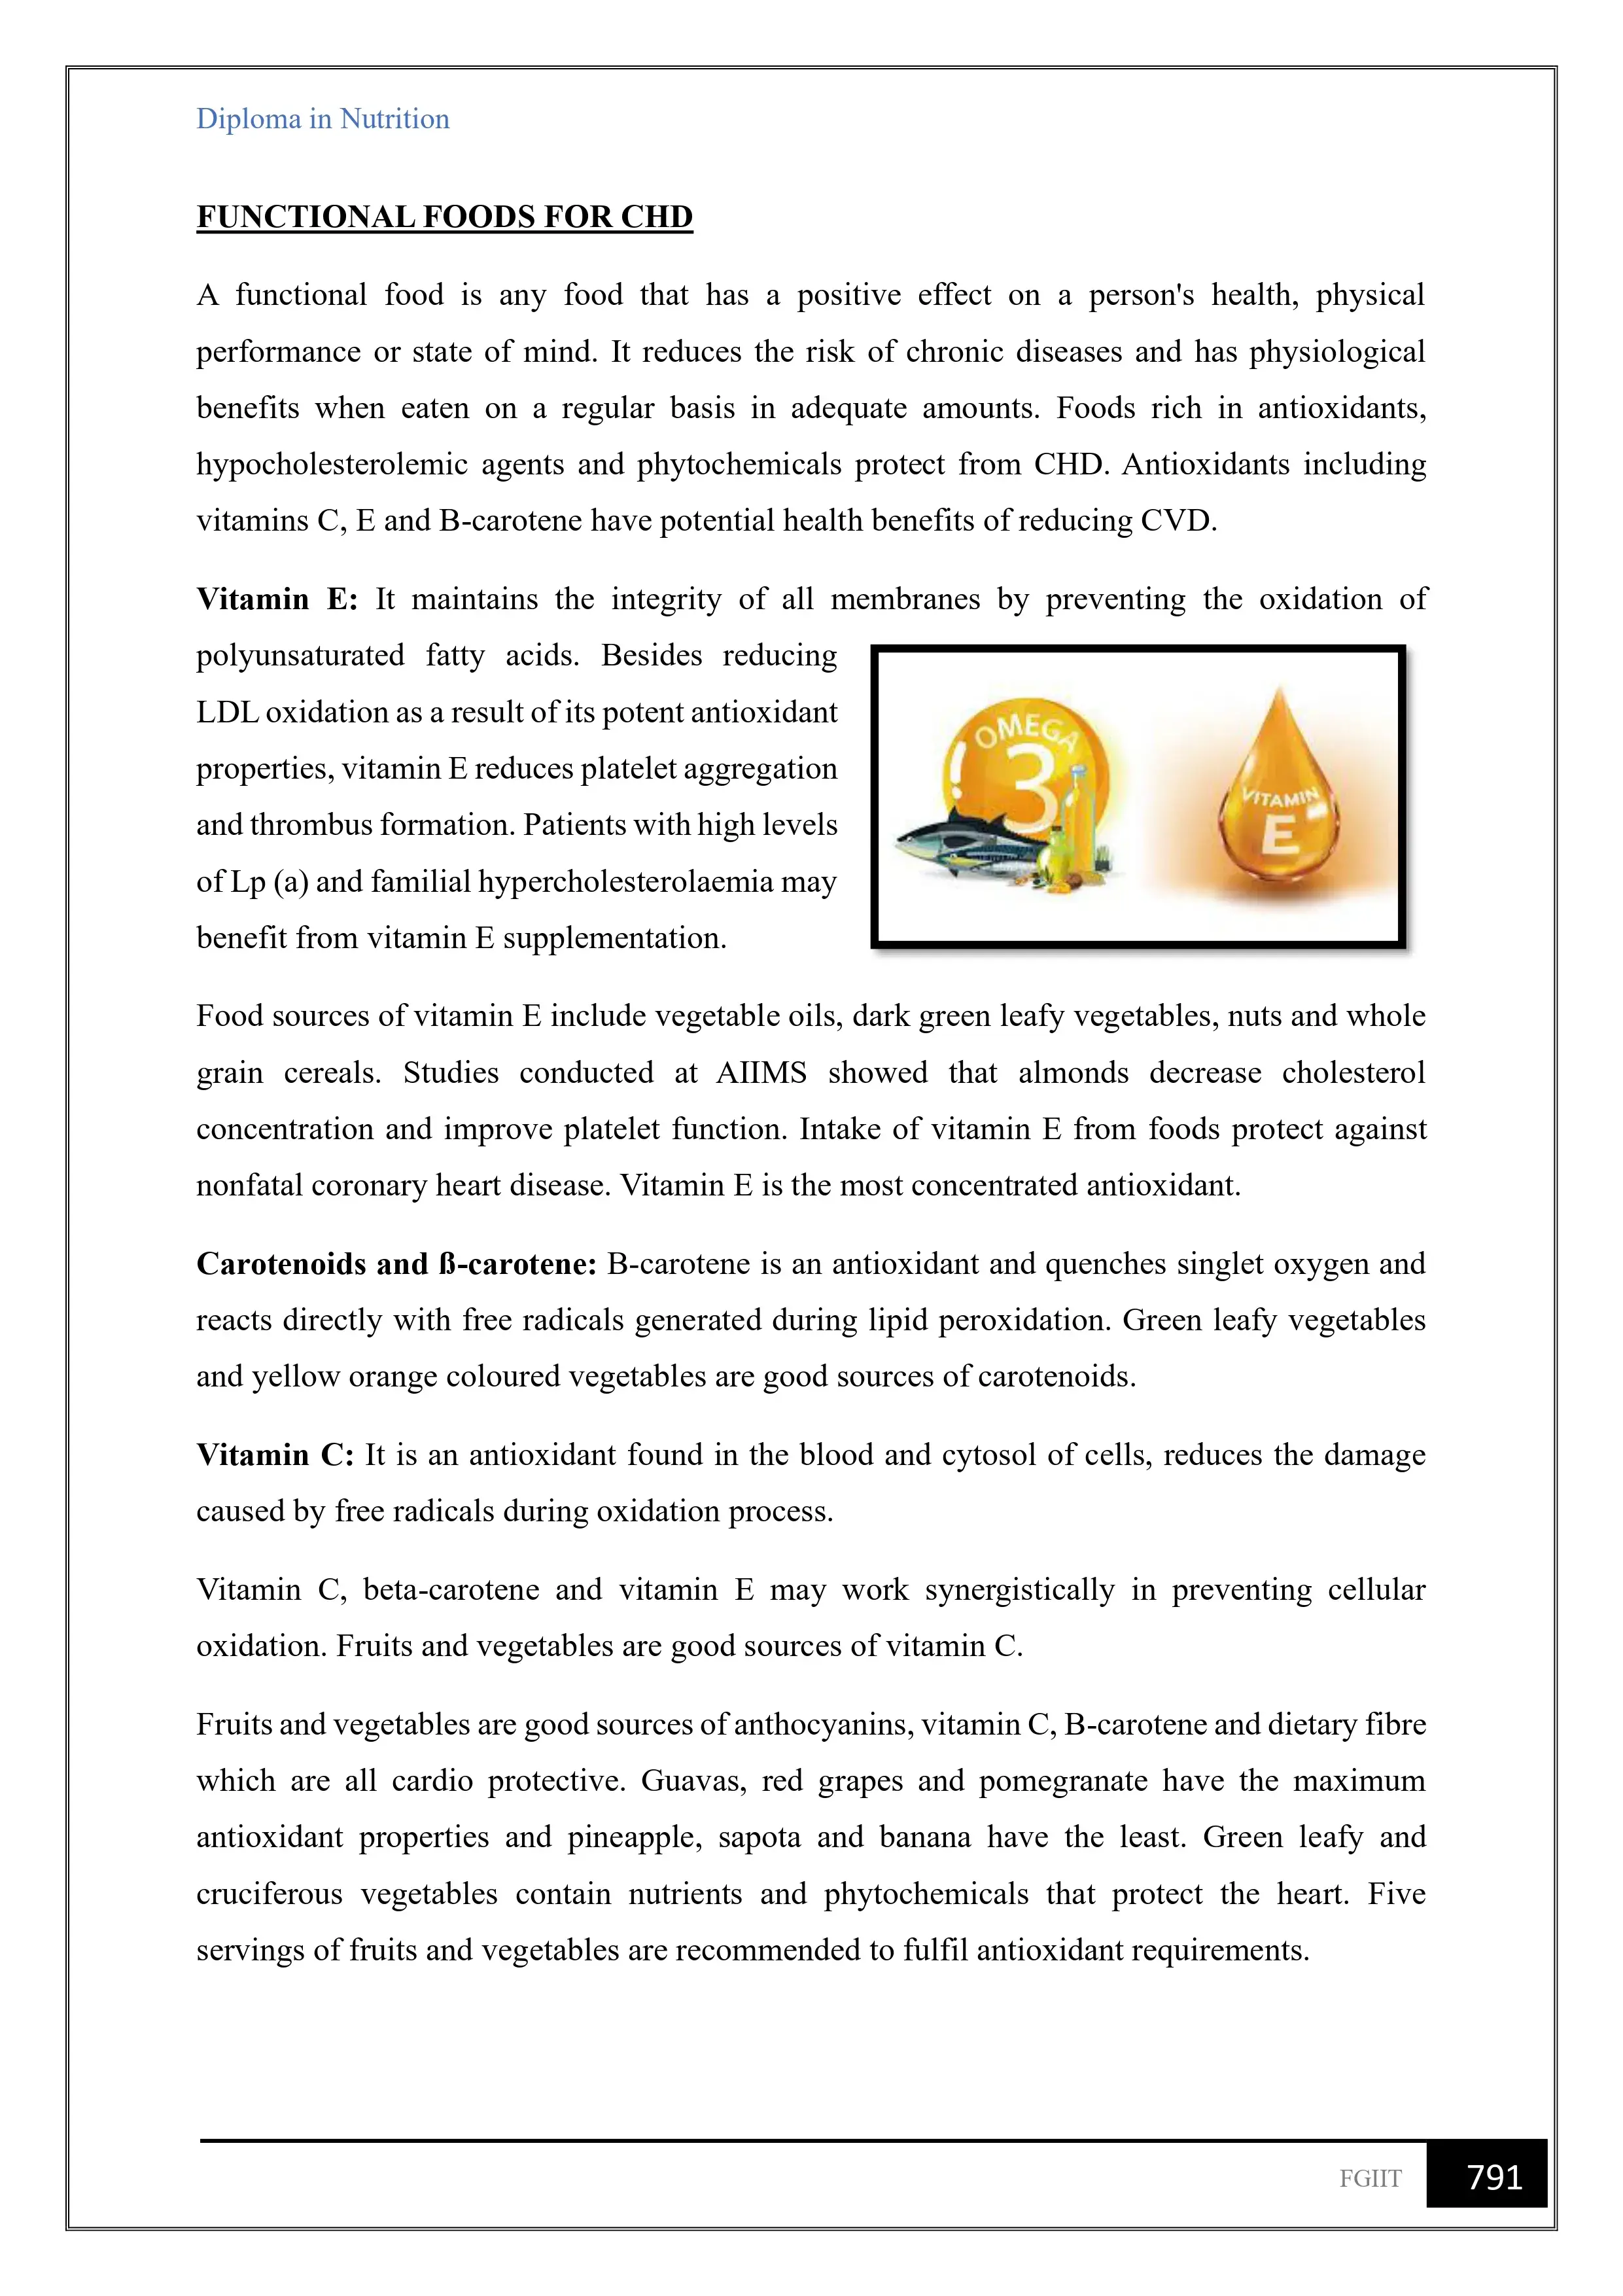 Diploma in Nutrition
FUNCTIONAL FOODS FOR CHD
A functional food is any food that has a positive effect on a person's health, physical
performance or state of mind. It reduces the risk of chronic diseases and has physiological
benefits when eaten on a regular basis in adequate amounts. Foods rich in antioxidants,
hypocholesterolemic agents and phytochemicals protect from CHD. Antioxidants including
vitamins C, E and B-carotene have potential health benefits of reducing CVD.
Vitamin E: It maintains the integrity of all membranes by preventing the oxidation of
polyunsaturated fatty acids. Besides reducing
LDL oxidation as a result of its potent antioxidant
properties, vitamin E reduces platelet aggregation
and thrombus formation. Patients with high levels
of Lp (a) and familial hypercholesterolaemia may
benefit from vitamin E supplementation.
OMEGA
3
VITAMIN
E
Food sources of vitamin E include vegetable oils, dark green leafy vegetables, nuts and whole
grain cereals. Studies conducted at AIIMS showed that almonds decrease cholesterol
concentration and improve platelet function. Intake of vitamin E from foods protect against
nonfatal coronary heart disease. Vitamin E is the most concentrated antioxidant.
Carotenoids and ß-carotene: B-carotene is an antioxidant and quenches singlet oxygen and
reacts directly with free radicals generated during lipid peroxidation. Green leafy vegetables
and yellow orange coloured vegetables are good sources of carotenoids.
Vitamin C: It is an antioxidant found in the blood and cytosol of cells, reduces the damage
caused by free radicals during oxidation process.
Vitamin C, beta-carotene and vitamin E may work synergistically in preventing cellular
oxidation. Fruits and vegetables are good sources of vitamin C.
Fruits and vegetables are good sources of anthocyanins, vitamin C, B-carotene and dietary fibre
which are all cardio protective. Guavas, red grapes and pomegranate have the maximum
antioxidant properties and pineapple, sapota and banana have the least. Green leafy and
cruciferous vegetables contain nutrients and phytochemicals that protect the heart. Five
servings of fruits and vegetables are recommended to fulfil antioxidant requirements.
FGIIT 791